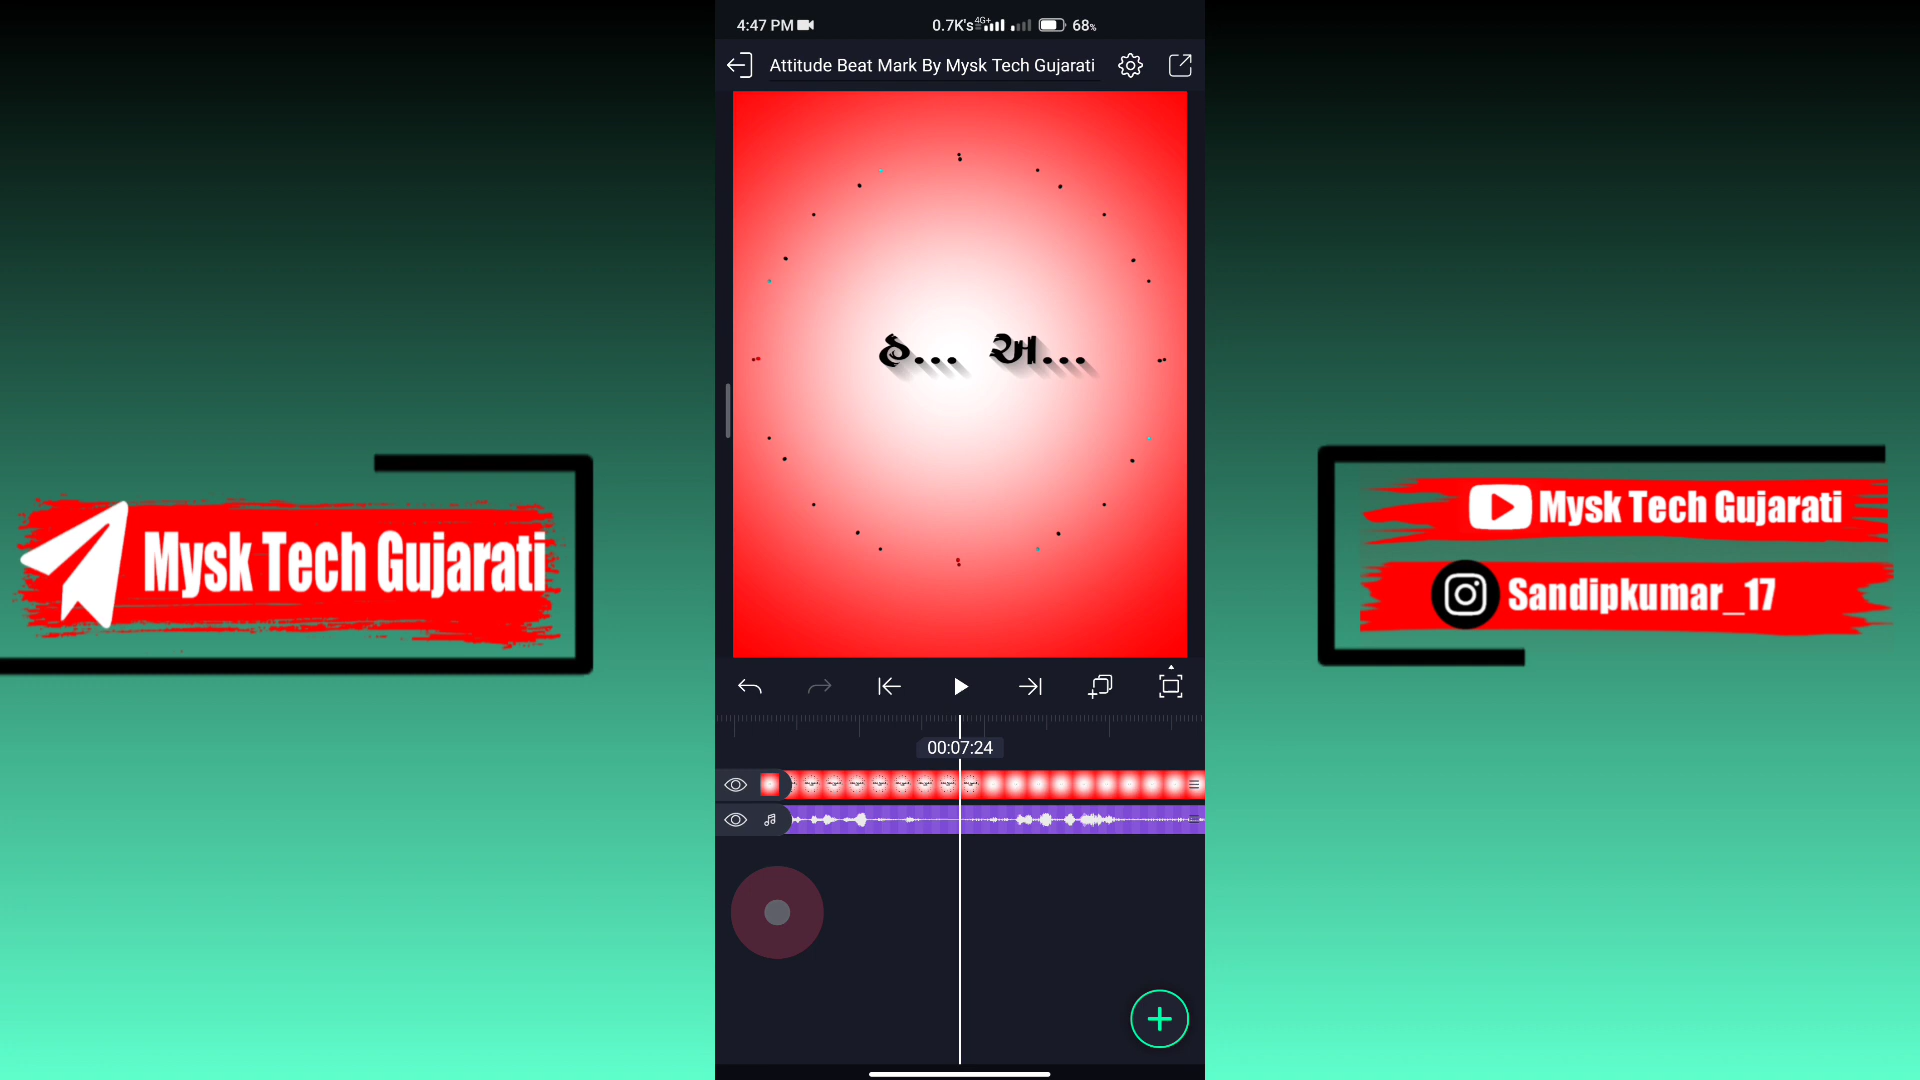 4:47 PM 0.7K's 4G+ 68%
Attitude Beat Mark By Mysk Tech Gujarati
હ... અ...
Mysk Tech Gujarati
Mysk Tech Gujarati
Sandipkumar_17
00:07:24